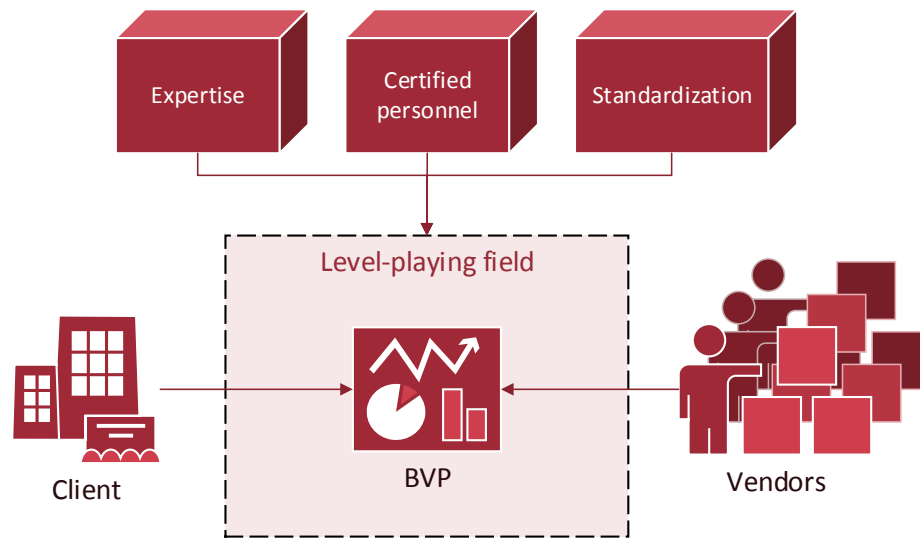 Expertise
Certified
personnel
Standardization
Level-playing field
Client
BVP
Vendors